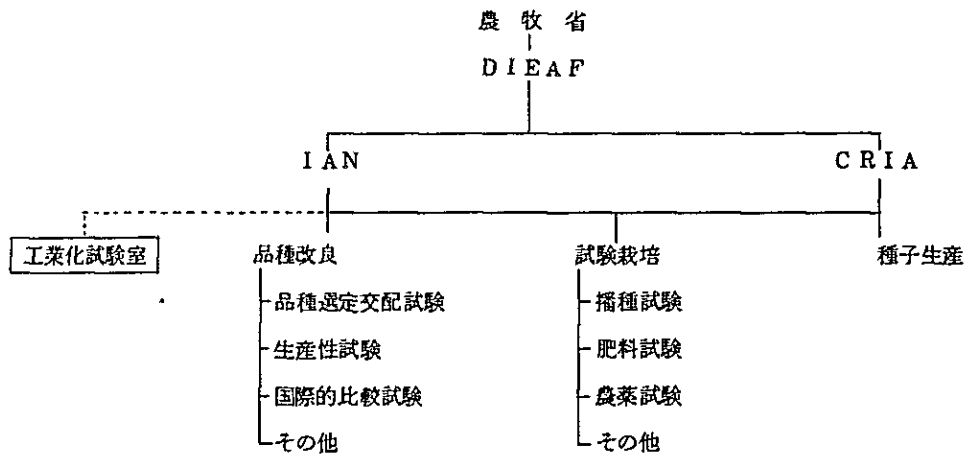 農牧省
DIEAF
IAN
CRIA
工業化試験室
品種改良
試験栽培
種子生産
品種選定交配試験
播種試験
生産性試験
肥料試験
国際的比較試験
農薬試験
その他
その他